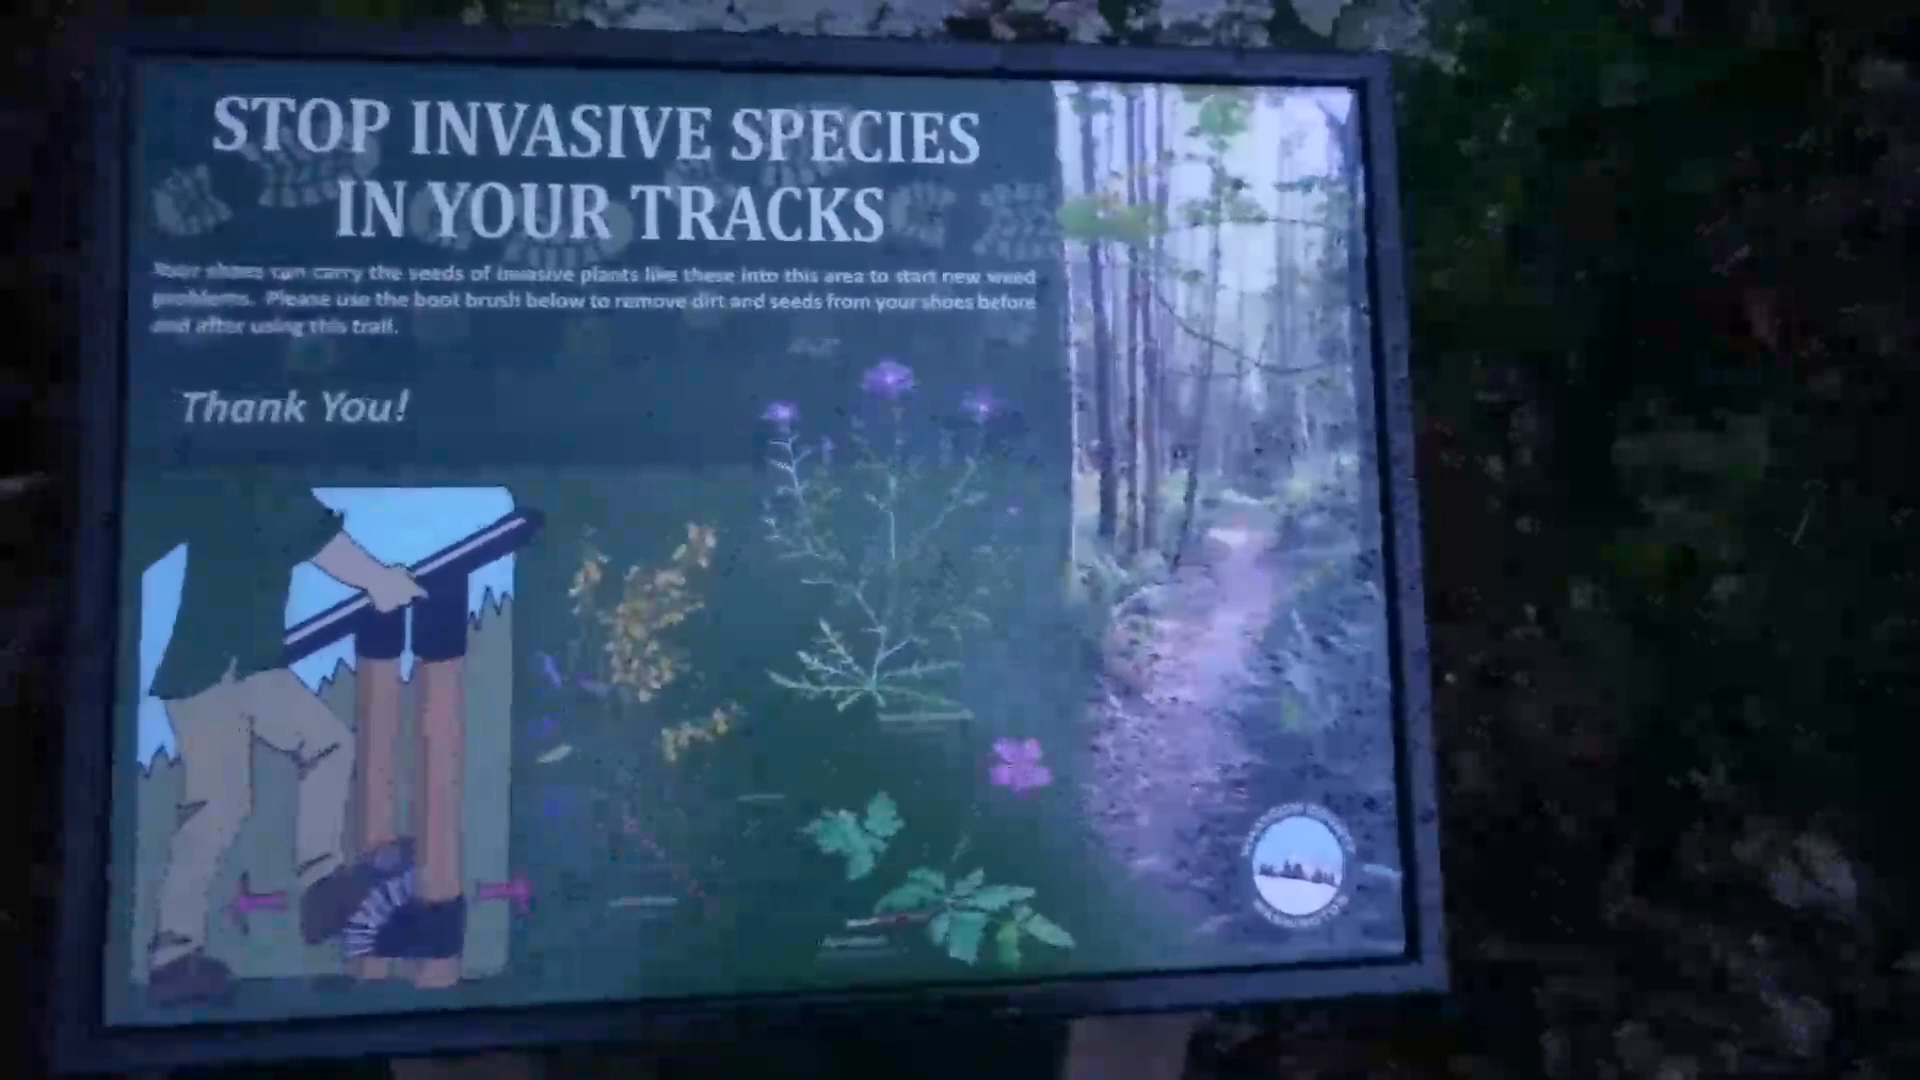 STOP INVASIVE SPECIES
IN YOUR TRACKS
Your shoes can carry the seeds of invasive plants like these into this area to start new weed
problems. Please use the boot brush below to remove dirt and seeds from your shoes before
and after using this trail.
Thank You!
WASHINGTON